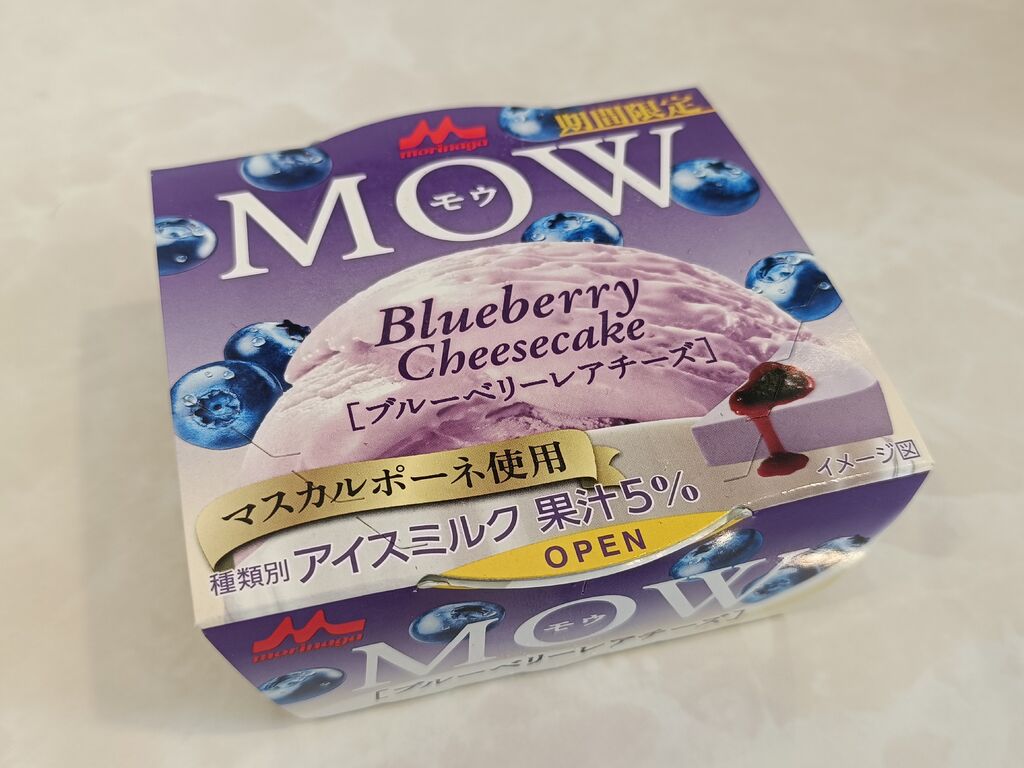 期間限定
morinaga
MOW
モウ
Blueberry
Cheesecake
[ブルーベリーレアチーズ]
マスカルポーネ使用
イメージ図
種類別 アイスミルク 果汁5%
OPEN
morinaga
MOW
モウ
[ブルーベリーレアチーズ]